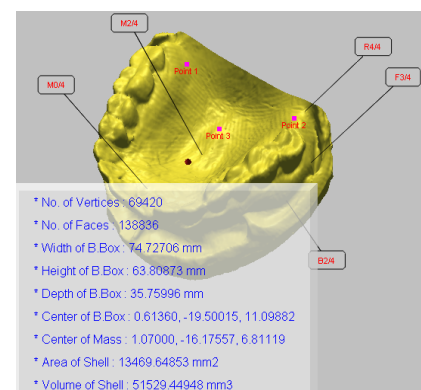 M2/4
R4/4
M0/4
F3/4
Point 1
Point 2
Point 3
B2/4
* No. of Vertices : 69420
* No. of Faces : 138836
* Width of B.Box : 74.72706 mm
* Height of B.Box : 63.80873 mm
* Depth of B.Box : 35.75996 mm
* Center of B.Box : 0.61360, -19.50015, 11.09882
* Center of Mass : 1.07000, -16.17557, 6.81119
* Area of Shell : 13469.64853 mm2
* Volume of Shell : 51529.44948 mm3